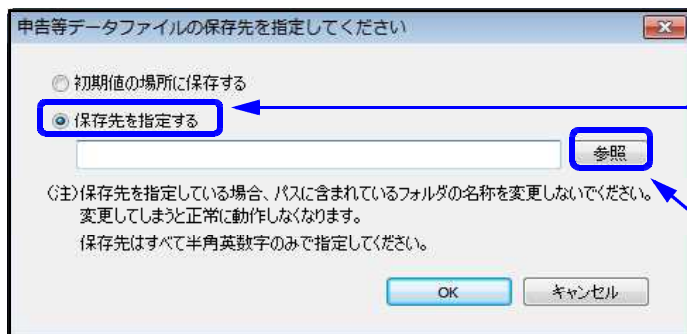 申告等データファイルの保存先を指定してください
初期値の場所に保存する
保存先を指定する
参照
(注)保存先を指定している場合、パスに含まれているフォルダの名称を変更しないでください。
変更してしまうと正常に動作しなくなります。
保存先はすべて半角英数字のみで指定してください。
OK
キャンセル